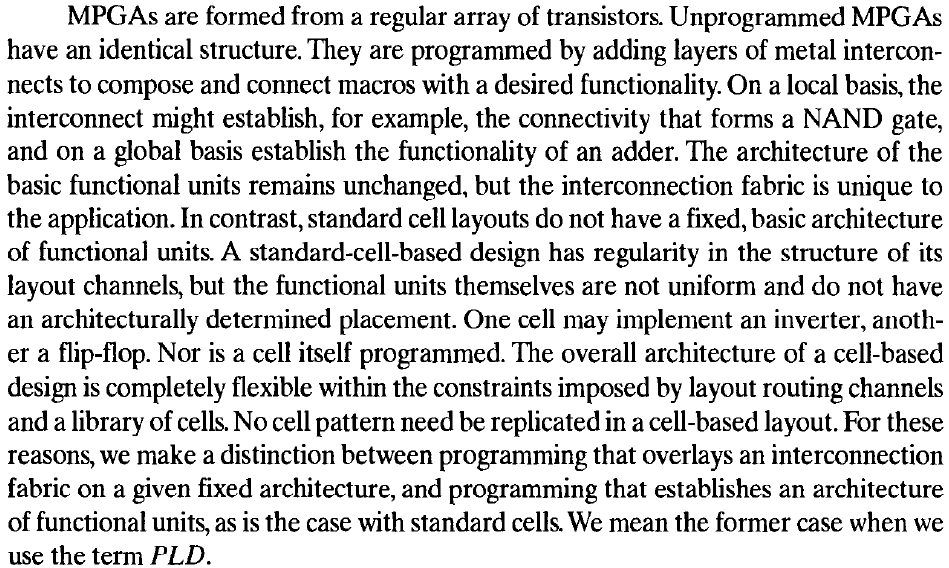 MPGAs are formed from a regular array of transistors. Unprogrammed MPGAs
have an identical structure. They are programmed by adding layers of metal intercon-
nects to compose and connect macros with a desired functionality. On a local basis, the
interconnect might establish, for example, the connectivity that forms a NAND gate,
and on a global basis establish the functionality of an adder. The architecture of the
basic functional units remains unchanged, but the interconnection fabric is unique to
the application. In contrast, standard cell layouts do not have a fixed, basic architecture
of functional units. A standard-cell-based design has regularity in the structure of its
layout channels, but the functional units themselves are not uniform and do not have
an architecturally determined placement. One cell may implement an inverter, anoth-
er a flip-flop. Nor is a cell itself programmed. The overall architecture of a cell-based
design is completely flexible within the constraints imposed by layout routing channels
and a library of cells. No cell pattern need be replicated in a cell-based layout. For these
reasons, we make a distinction between programming that overlays an interconnection
fabric on a given fixed architecture, and programming that establishes an architecture
of functional units, as is the case with standard cells. We mean the former case when we
use the term PLD.